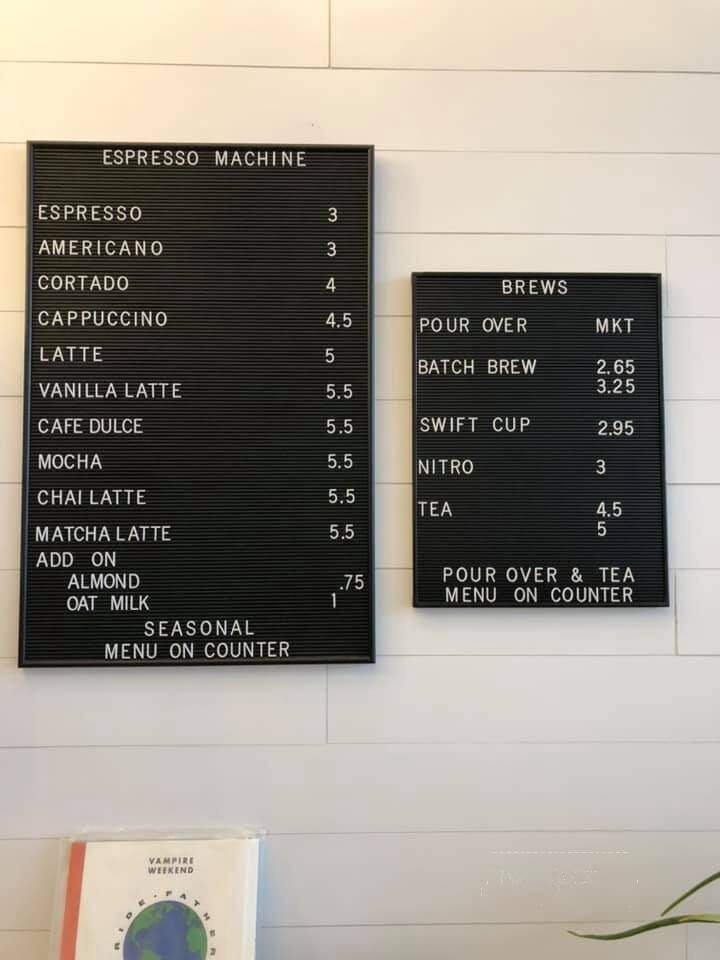 ESPRESSO MACHINE
ESPRESSO 3
AMERICANO 3
CORTADO 4
CAPPUCCINO 4.5
LATTE 5
VANILLA LATTE 5.5
CAFE DULCE 5.5
MOCHA 5.5
CHAI LATTE 5.5
MATCHA LATTE 5.5
ADD ON
ALMOND .75
OAT MILK 1
SEASONAL
MENU ON COUNTER
BREWS
POUR OVER MKT
BATCH BREW 2.65
3.25
SWIFT CUP 2.95
NITRO 3
TEA 4.5
5
POUR OVER & TEA
MENU ON COUNTER
VAMPIRE
WEEKEND